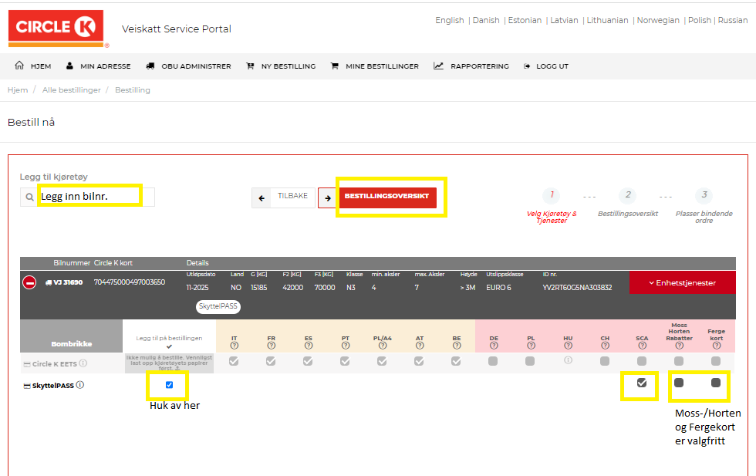 CIRCLE K
Veiskatt Service Portal
English | Danish | Estonian | Latvian | Lithuanian | Norwegian | Polish | Russian
HJEM MIN ADRESSE OBU ADMINISTRER NY BESTILLING MINE BESTILLINGER RAPPORTERING LOGG UT
Hjem / Alle bestillinger / Bestilling
Bestill nå
Legg til kjøretøy
Legg inn bilnr.
TILBAKE
BESTILLINGSOVERSIKT
1 --- 2 --- 3
Velg Kjøretøy & Tjenester
Bestillingsoversikt
Plasser bindende ordre
Bilnummer Circle K kort Details
Utløpsdato Land G [KG] F2 [KG] F3 [KG] Klasse min. aksler max. Aksler Høyde Utslippsklasse ID nr.
VJ 31690 704475000497003650 11-2025 NO 15185 42000 70000 N3 4 7 > 3M EURO 6 YV2RT60G5NA303832
Enhetstjenester
SkyttelPASS
Bombrikke
Legg til på bestillingen
IT FR ES PT PL/A4 AT BE DE PL HU CH SCA
Moss Horten Rabatter
Ferge kort
Circle K EETS
Ikke mulig å bestille. Vennligst last opp kjøretøyets papirer først.
SkyttelPASS
Huk av her
Moss-/Horten
og Fergekort
er valgfritt